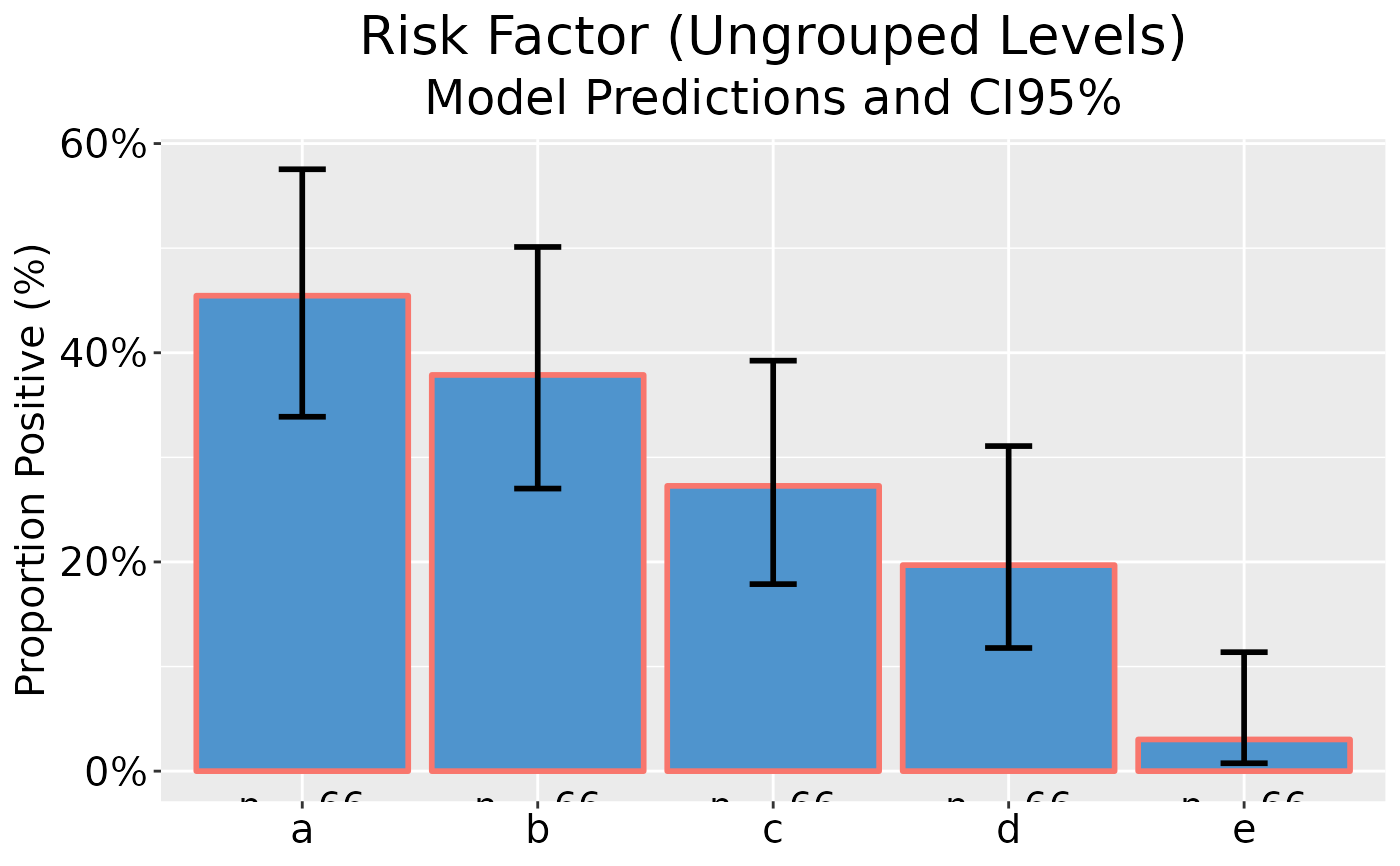 Risk Factor (Ungrouped Levels)
Model Predictions and CI95%
Proportion Positive (%)
60%
40%
20%
0%
a b c d e